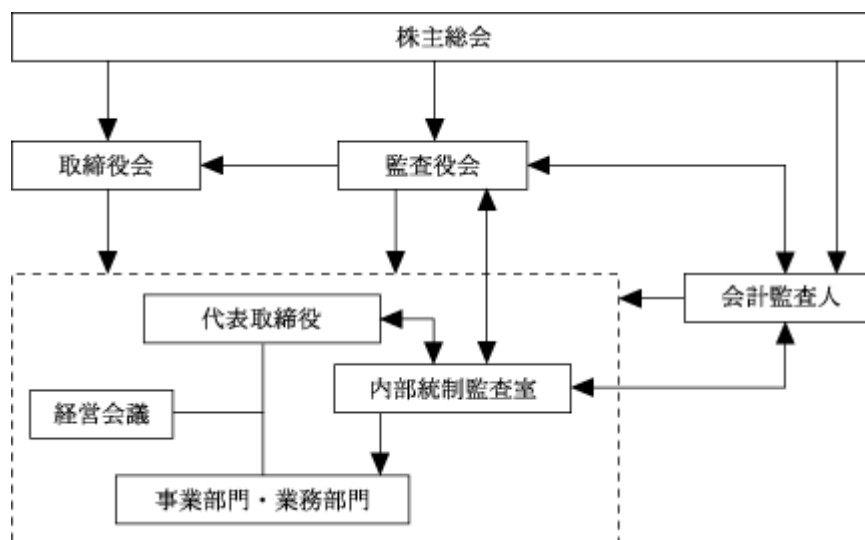 株主総会
取締役会
監査役会
会計監査人
代表取締役
内部統制監査室
経営会議
事業部門・業務部門